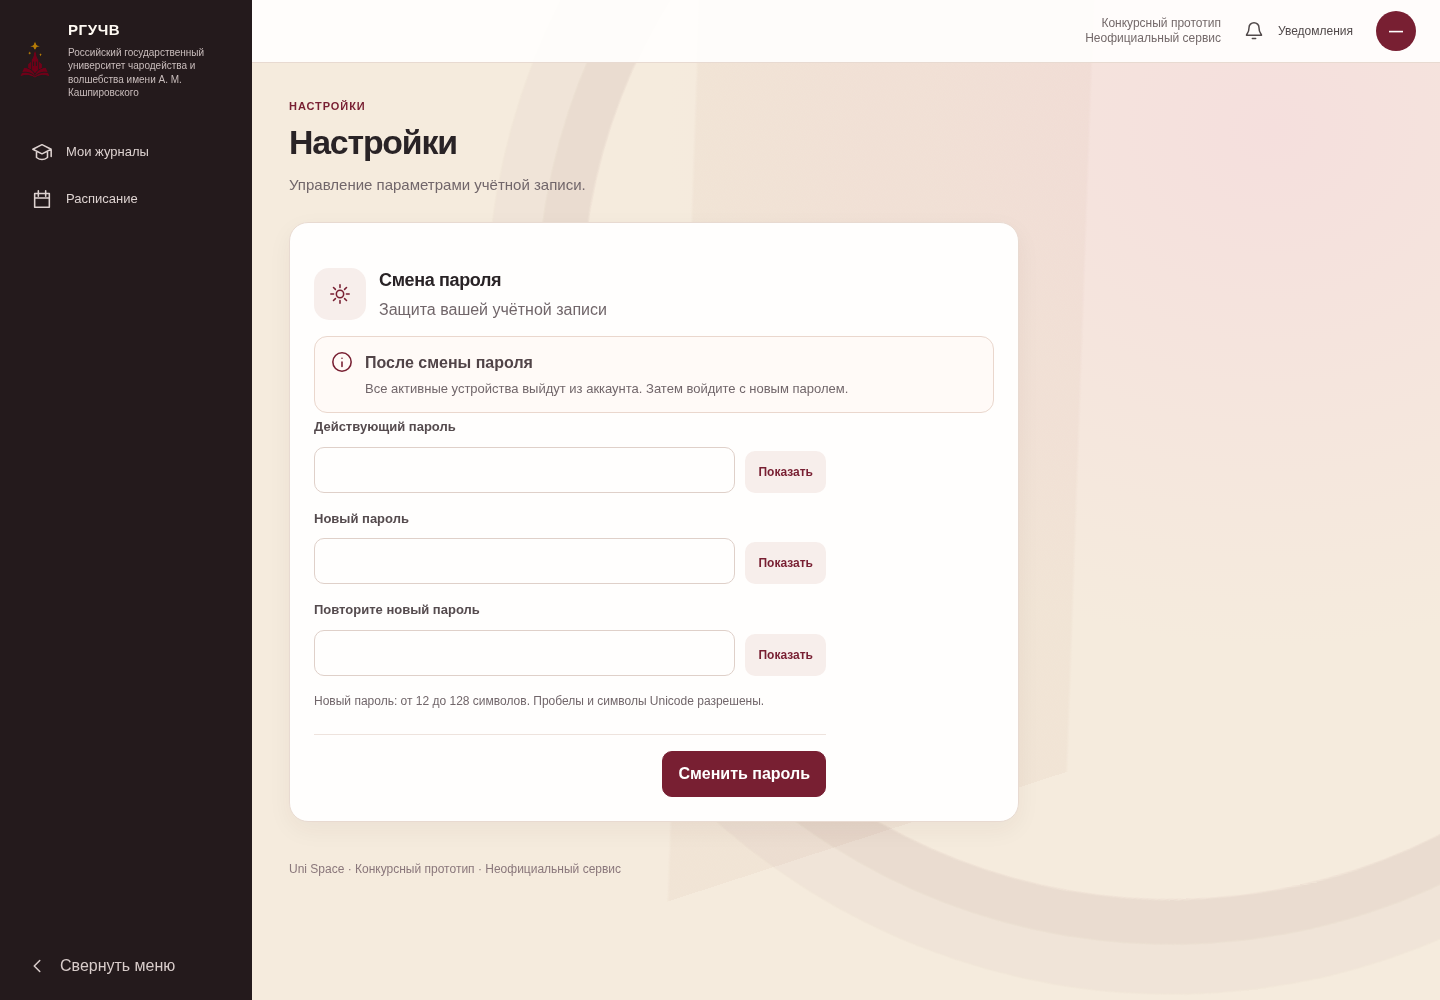 РГУЧВ
Российский государственный
университет чародейства и
волшебства имени А. М.
Кашпировского
Мои журналы
Расписание
Свернуть меню
Конкурсный прототип
Неофициальный сервис
Уведомления
НАСТРОЙКИ
Настройки
Управление параметрами учётной записи.
Смена пароля
Защита вашей учётной записи
После смены пароля
Все активные устройства выйдут из аккаунта. Затем войдите с новым паролем.
Действующий пароль
Показать
Новый пароль
Показать
Повторите новый пароль
Показать
Новый пароль: от 12 до 128 символов. Пробелы и символы Unicode разрешены.
Сменить пароль
Uni Space · Конкурсный прототип · Неофициальный сервис